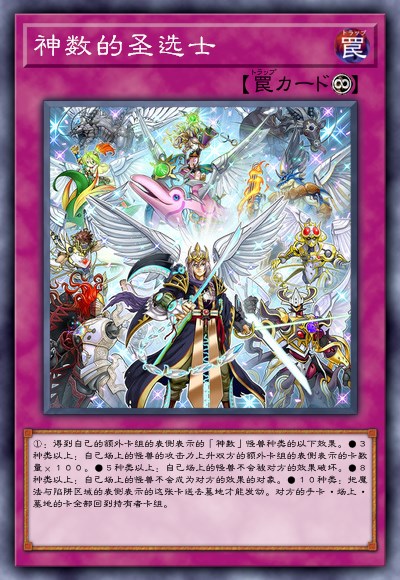 神数的圣选士
罠
トラップ
【罠カード】
トラップ
①：得到自己的额外卡组的表侧表示的「神数」怪兽种类的以下效果。●3
种类以上：自己场上的怪兽的攻击力上升双方的额外卡组的表侧表示的卡数
量×100。●5种类以上：自己场上的怪兽不会被对方的效果破坏。●8
种类以上：自己场上的怪兽不会成为对方的效果的对象。●10种类：把魔
法与陷阱区域的表侧表示的这张卡送去墓地才能发动。对方的手卡·场上·
墓地的卡全部回到持有者卡组。